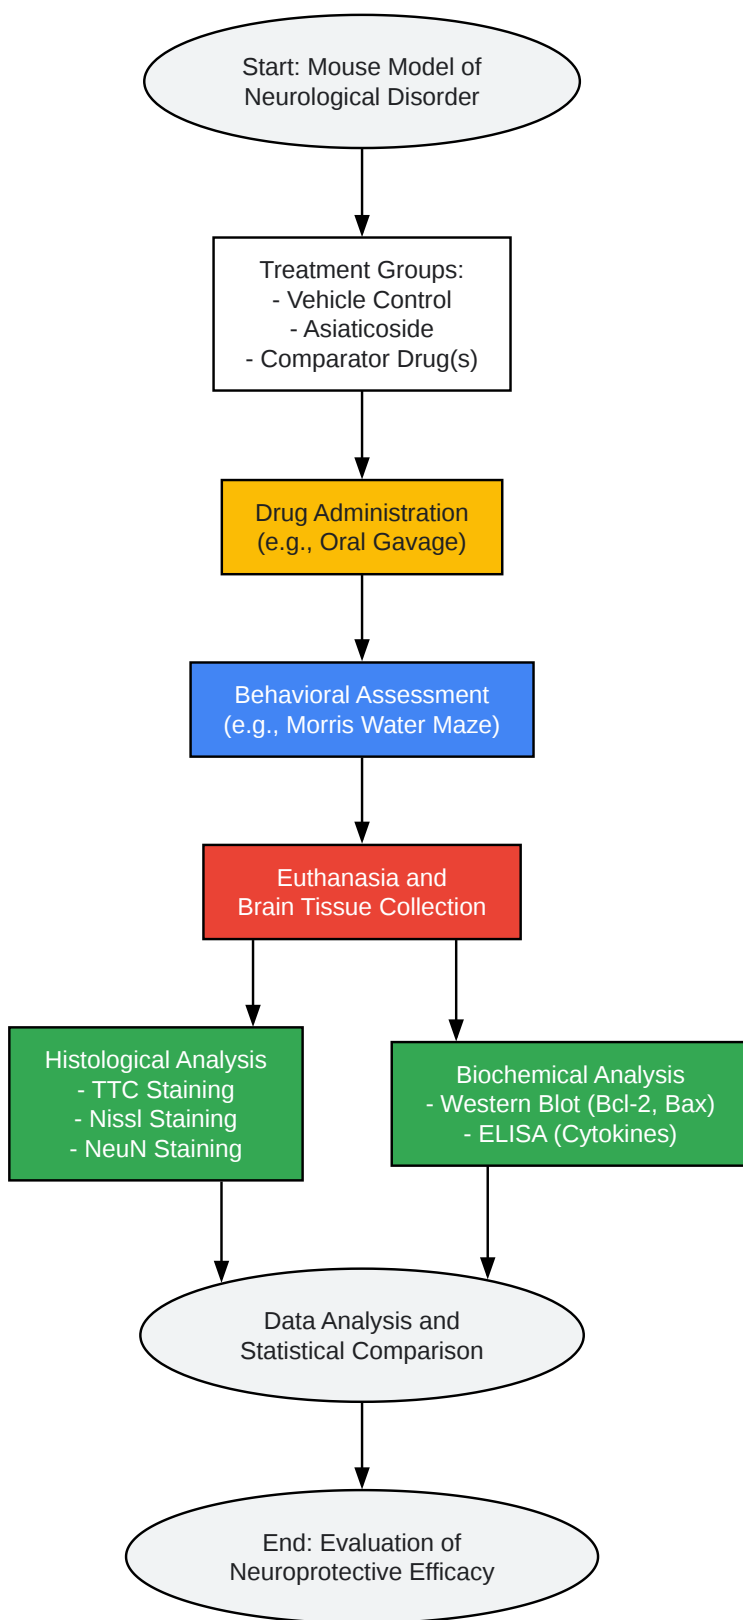 Start: Mouse Model of
Neurological Disorder
Treatment Groups:
- Vehicle Control
- Asiaticoside
- Comparator Drug(s)
Drug Administration
(e.g., Oral Gavage)
Behavioral Assessment
(e.g., Morris Water Maze)
Euthanasia and
Brain Tissue Collection
Histological Analysis
- TTC Staining
- Nissl Staining
- NeuN Staining
Biochemical Analysis
- Western Blot (Bcl-2, Bax)
- ELISA (Cytokines)
Data Analysis and
Statistical Comparison
End: Evaluation of
Neuroprotective Efficacy